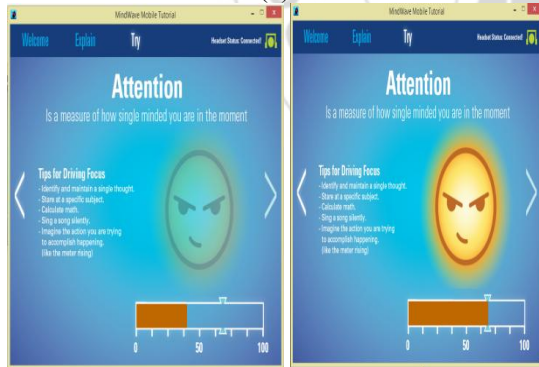 MindWave Mobile Tutorial
Welcome Explain Try Headset Status: Connected!
Attention
Is a measure of how single minded you are in the moment
Tips for Driving Focus
- Identify and maintain a single thought.
- Stare at a specific subject.
- Calculate math.
- Sing a song silently.
- Imagine the action you are trying
to accomplish happening.
(like the meter rising)
0 50 100
MindWave Mobile Tutorial
Welcome Explain Try Headset Status: Connected!
Attention
Is a measure of how single minded you are in the moment
Tips for Driving Focus
- Identify and maintain a single thought.
- Stare at a specific subject.
- Calculate math.
- Sing a song silently.
- Imagine the action you are trying
to accomplish happening.
(like the meter rising)
0 50 100